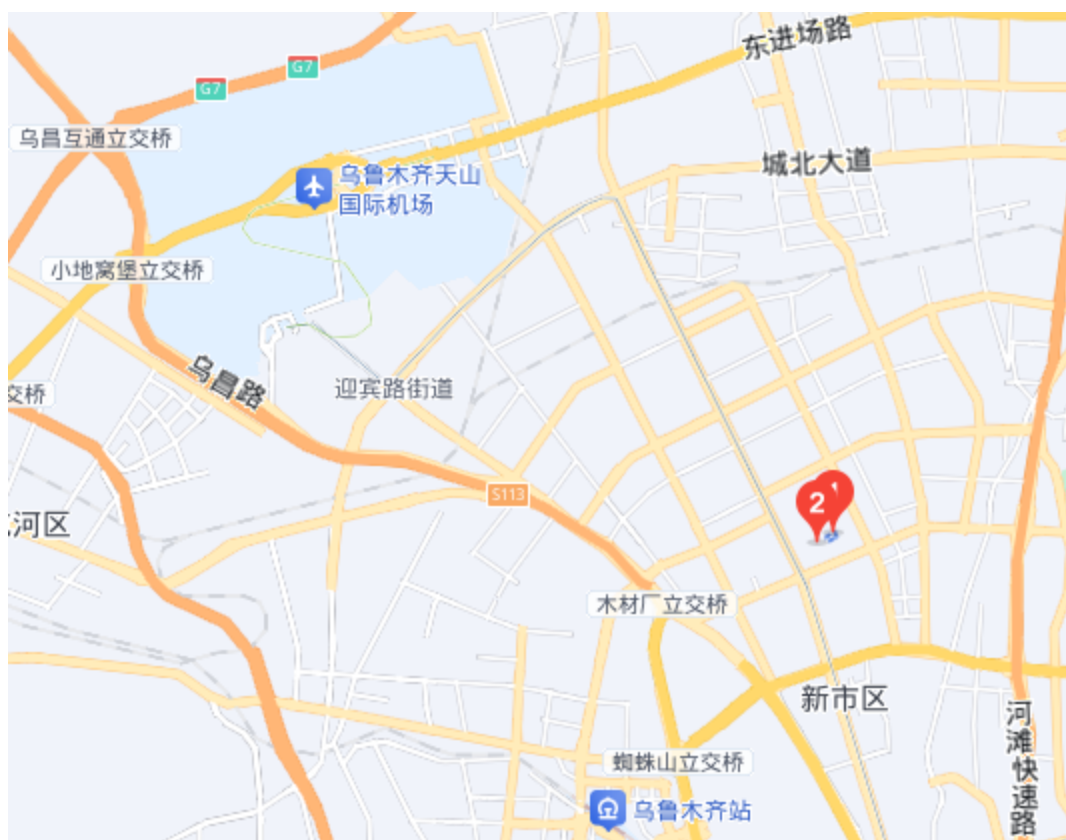 东进场路
G7
G7
乌昌互通立交桥
城北大道
乌鲁木齐天山
国际机场
小地窝堡立交桥
乌昌路
迎宾路街道
交桥
S113
2
1
河区
木材厂立交桥
新市区
河滩快速路
蜘蛛山立交桥
乌鲁木齐站